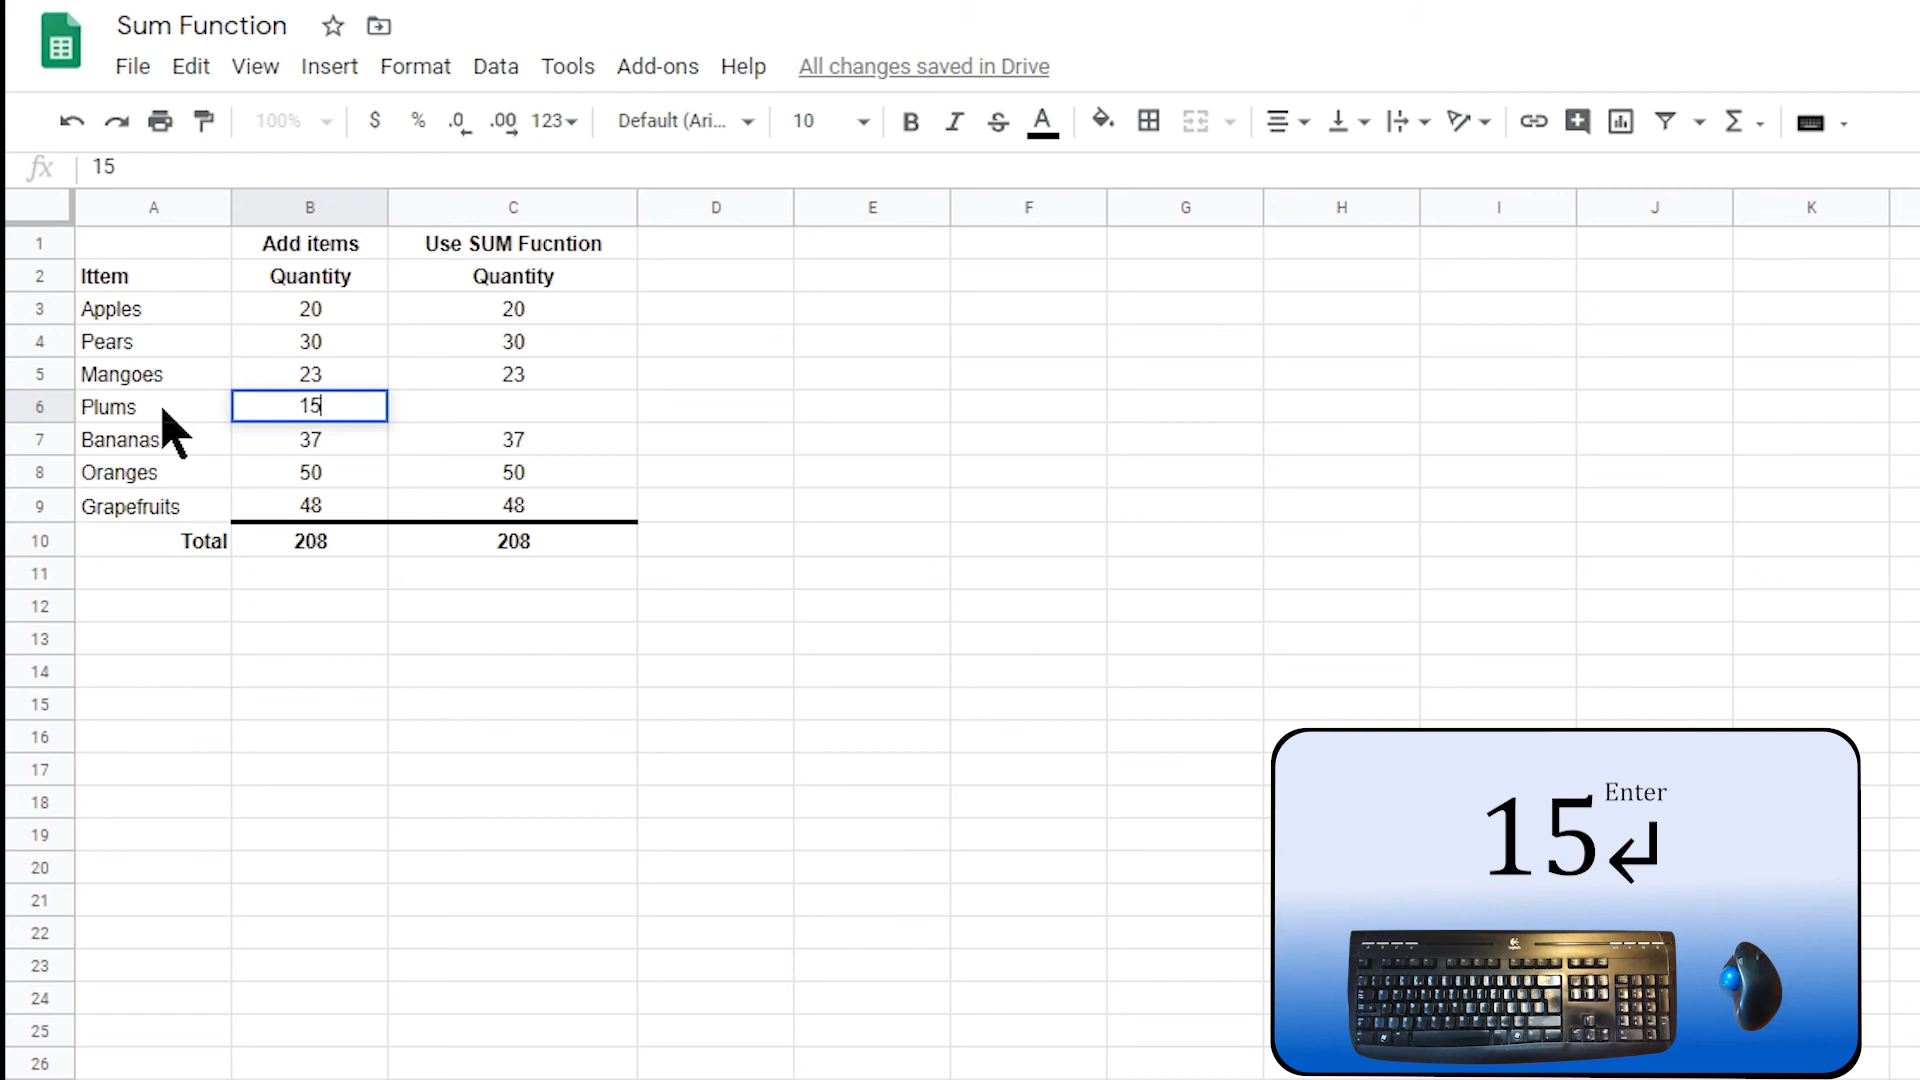 Sum Function
File Edit View Insert Format Data Tools Add-ons Help All changes saved in Drive
100% $ % .0 .00 123 Default (Ari... 10 B I S A
fx 15
A B C D E F G H I J K
1 Add items Use SUM Fucntion
2 Ittem Quantity Quantity
3 Apples 20 20
4 Pears 30 30
5 Mangoes 23 23
6 Plums 15
7 Bananas 37 37
8 Oranges 50 50
9 Grapefruits 48 48
10 Total 208 208
11
12
13
14
15
16
17
18
19
20
21
22
23
24
25
26
Enter
15